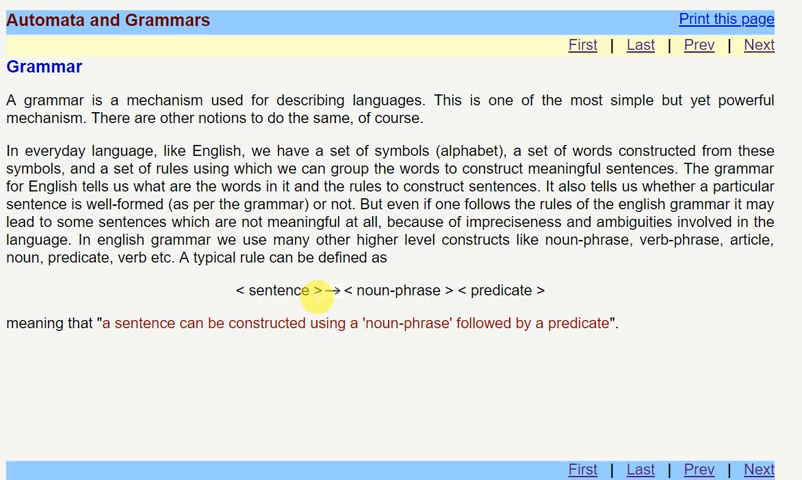 Automata and Grammars
Print this page
First | Last | Prev | Next
Grammar
A grammar is a mechanism used for describing languages. This is one of the most simple but yet powerful
mechanism. There are other notions to do the same, of course.
In everyday language, like English, we have a set of symbols (alphabet), a set of words constructed from these
symbols, and a set of rules using which we can group the words to construct meaningful sentences. The grammar
for English tells us what are the words in it and the rules to construct sentences. It also tells us whether a particular
sentence is well-formed (as per the grammar) or not. But even if one follows the rules of the english grammar it may
lead to some sentences which are not meaningful at all, because of impreciseness and ambiguities involved in the
language. In english grammar we use many other higher level constructs like noun-phrase, verb-phrase, article,
noun, predicate, verb etc. A typical rule can be defined as
< sentence > → < noun-phrase > < predicate >
meaning that "a sentence can be constructed using a 'noun-phrase' followed by a predicate".
First | Last | Prev | Next